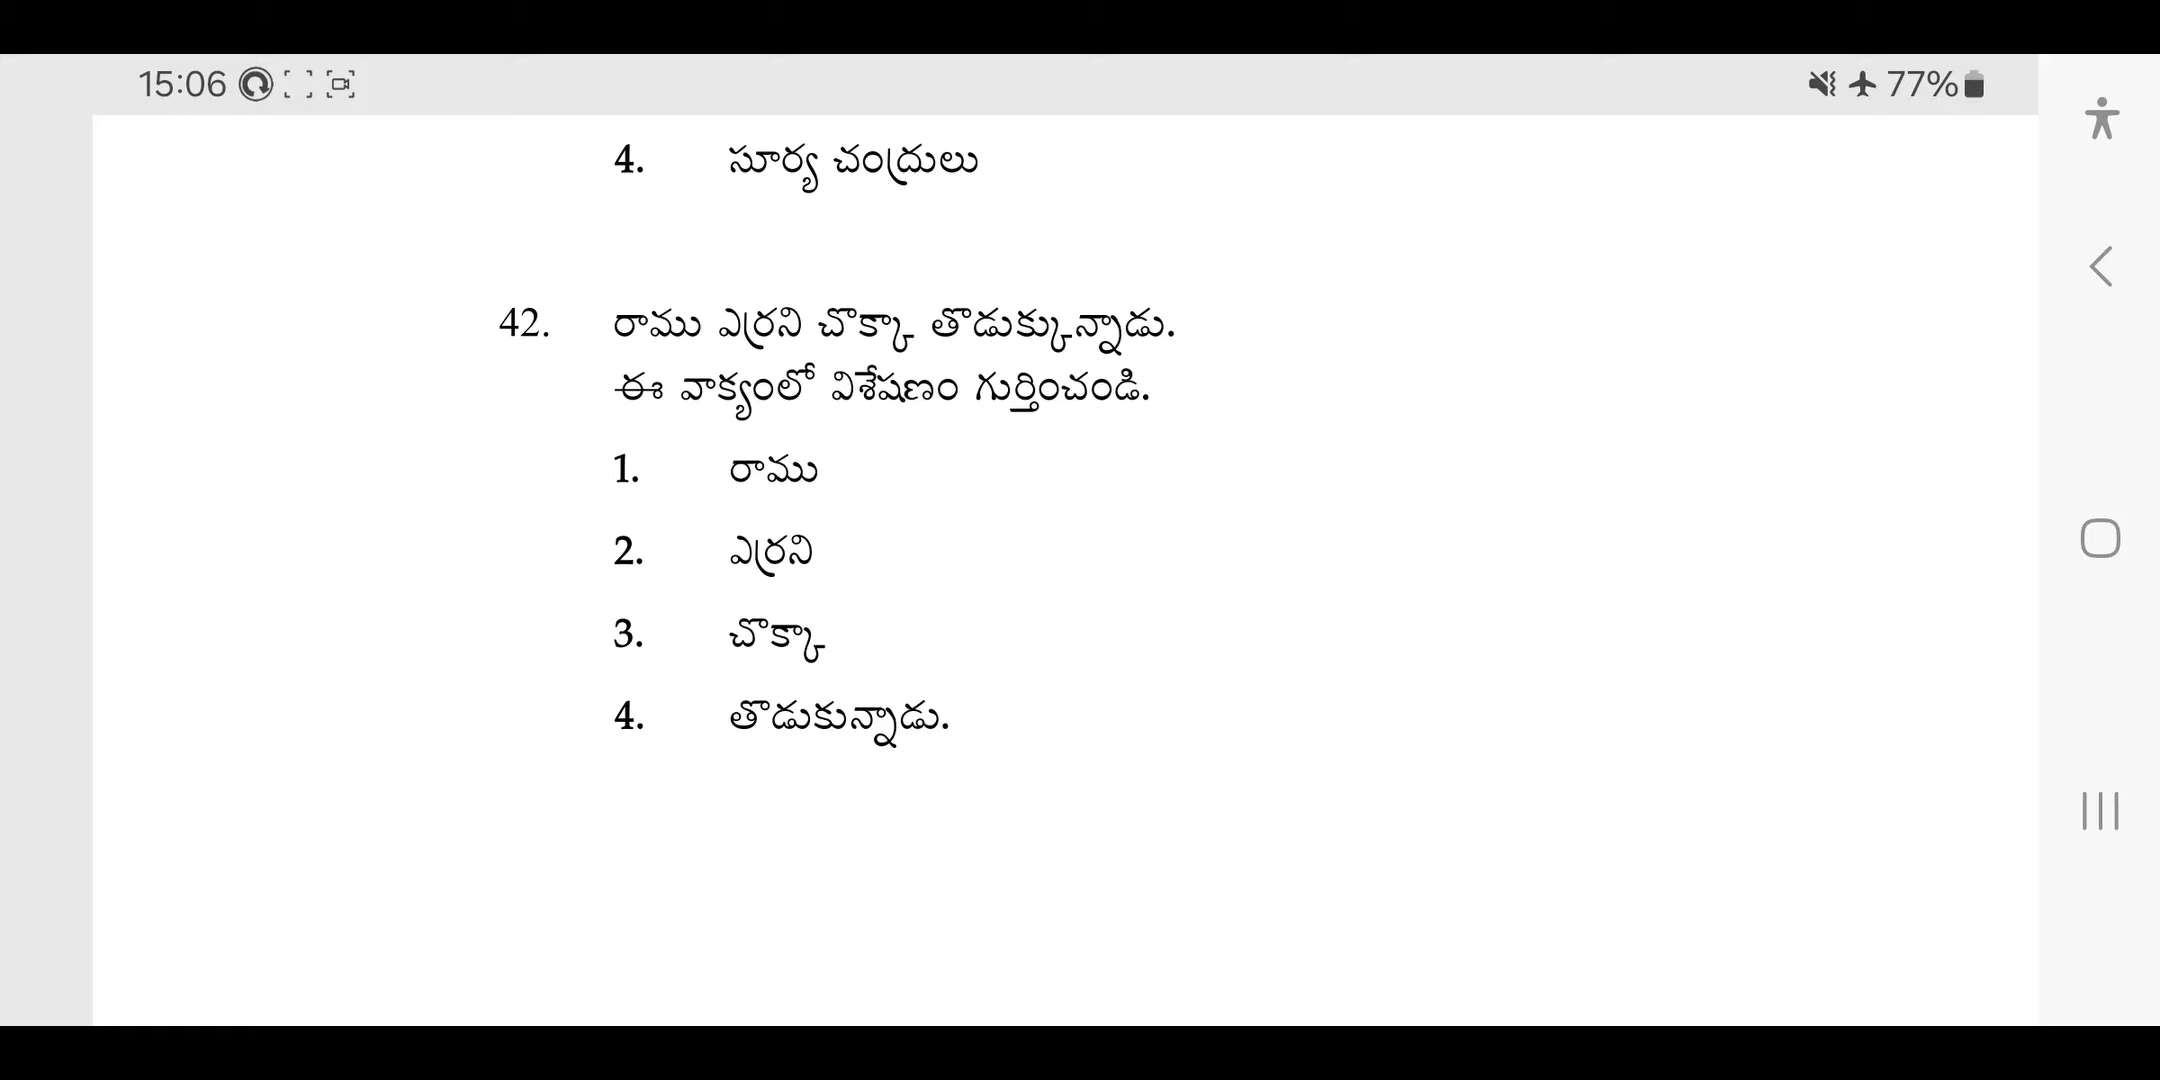 15:06 77%
4. సూర్య చంద్రులు
42. రాము ఎర్రని చొక్కా తొడుక్కున్నాడు.
ఈ వాక్యంలో విశేషణం గుర్తించండి.
1. రాము
2. ఎర్రని
3. చొక్కా
4. తొడుకున్నాడు.